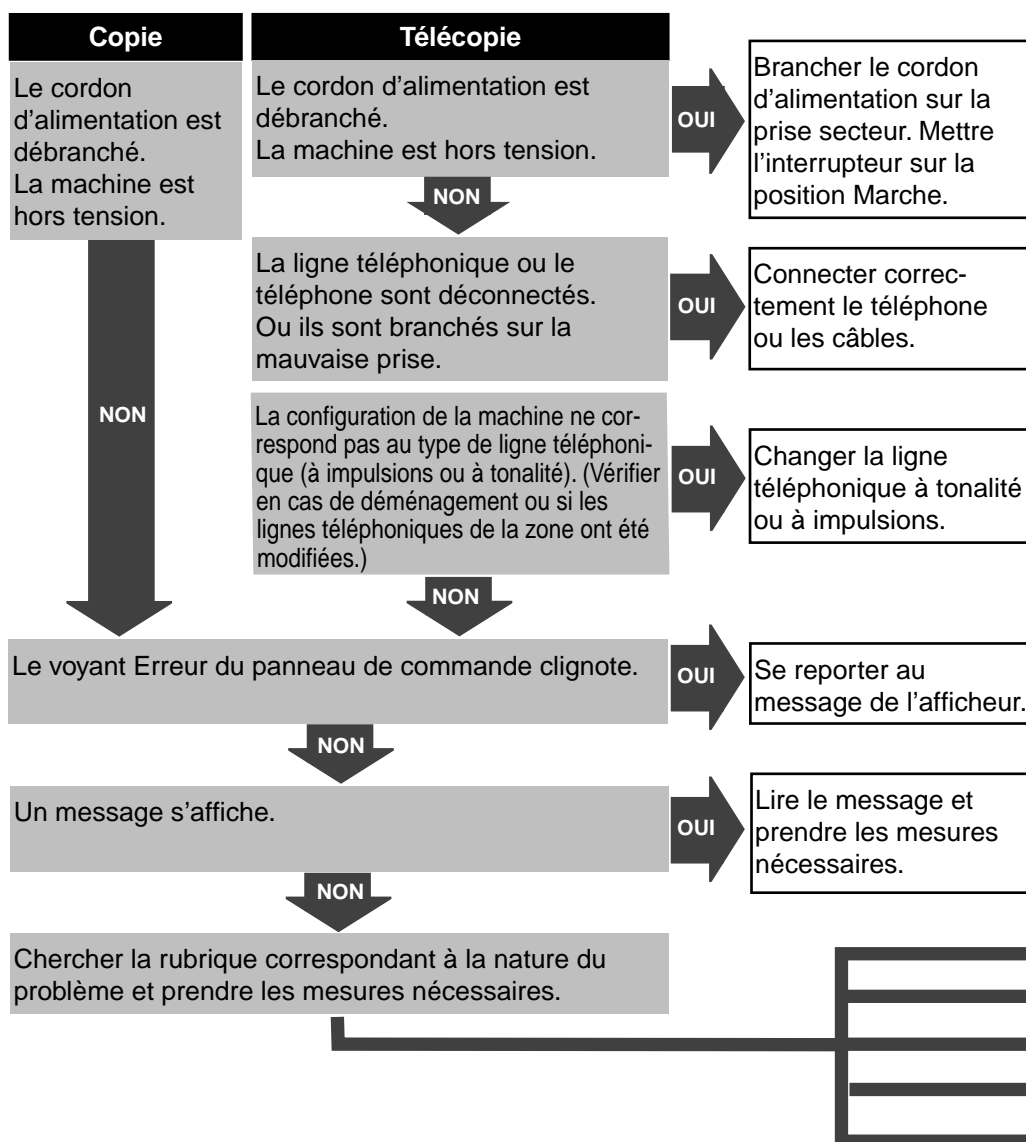 Copie
Télécopie
Le cordon
d’alimentation est
débranché.
La machine est
hors tension.
Le cordon d’alimentation est
débranché.
La machine est hors tension.
OUI
Brancher le cordon
d’alimentation sur la
prise secteur. Mettre
l’interrupteur sur la
position Marche.
NON
La ligne téléphonique ou le
téléphone sont déconnectés.
Ou ils sont branchés sur la
mauvaise prise.
OUI
Connecter correc-
tement le téléphone
ou les câbles.
NON
La configuration de la machine ne cor-
respond pas au type de ligne téléphoni-
que (à impulsions ou à tonalité). (Vérifier
en cas de déménagement ou si les
lignes téléphoniques de la zone ont été
modifiées.)
OUI
Changer la ligne
téléphonique à tonalité
ou à impulsions.
NON
Le voyant Erreur du panneau de commande clignote.
OUI
Se reporter au
message de l’afficheur.
NON
Un message s’affiche.
OUI
Lire le message et
prendre les mesures
nécessaires.
NON
Chercher la rubrique correspondant à la nature du
problème et prendre les mesures nécessaires.